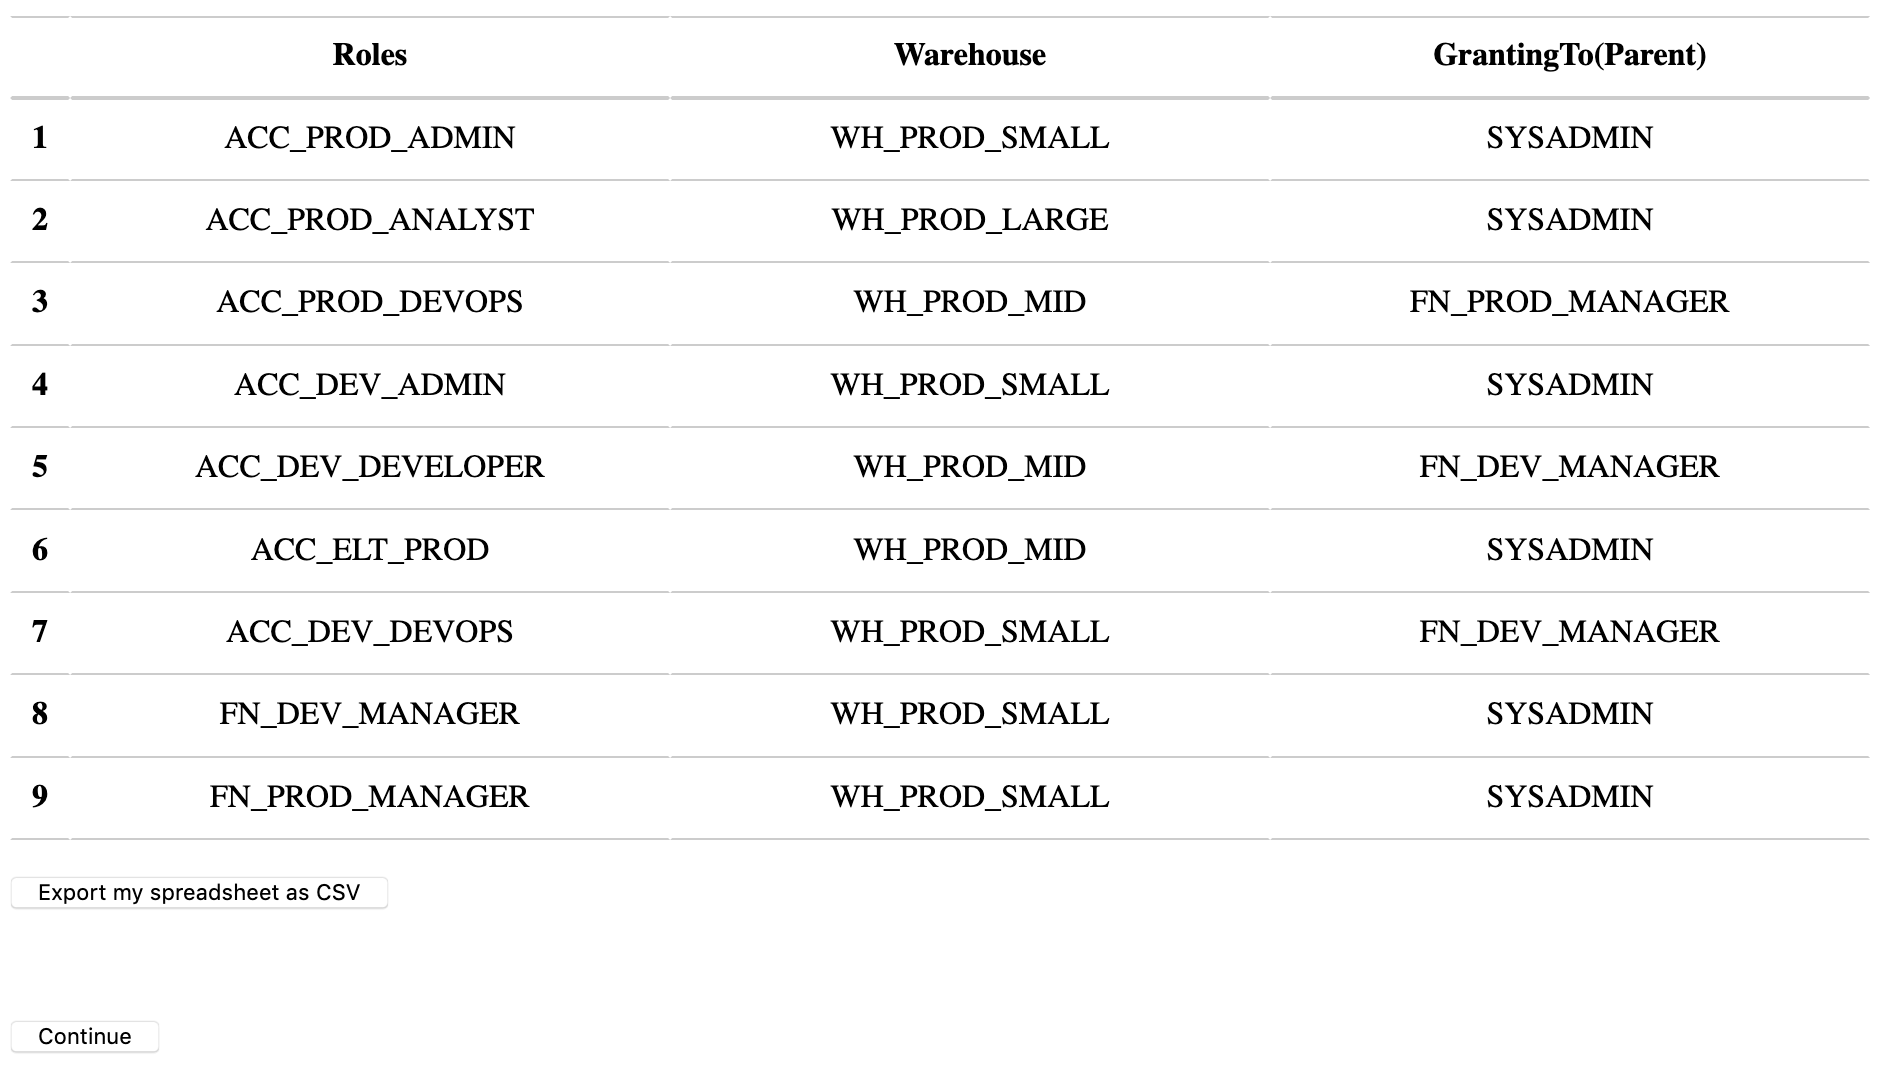 Roles Warehouse GrantingTo(Parent)
1 ACC_PROD_ADMIN WH_PROD_SMALL SYSADMIN
2 ACC_PROD_ANALYST WH_PROD_LARGE SYSADMIN
3 ACC_PROD_DEVOPS WH_PROD_MID FN_PROD_MANAGER
4 ACC_DEV_ADMIN WH_PROD_SMALL SYSADMIN
5 ACC_DEV_DEVELOPER WH_PROD_MID FN_DEV_MANAGER
6 ACC_ELT_PROD WH_PROD_MID SYSADMIN
7 ACC_DEV_DEVOPS WH_PROD_SMALL FN_DEV_MANAGER
8 FN_DEV_MANAGER WH_PROD_SMALL SYSADMIN
9 FN_PROD_MANAGER WH_PROD_SMALL SYSADMIN
Export my spreadsheet as CSV
Continue